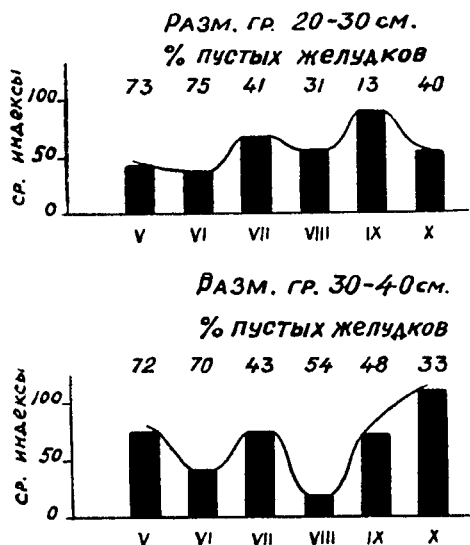 Разм. гр. 20-30 см.
% пустых желудков
73 75 41 31 13 40
ср. индексы
100
50
0
V VI VII VIII IX X
Разм. гр. 30-40 см.
% пустых желудков
72 70 43 54 48 33
ср. индексы
100
50
0
V VI VII VIII IX X